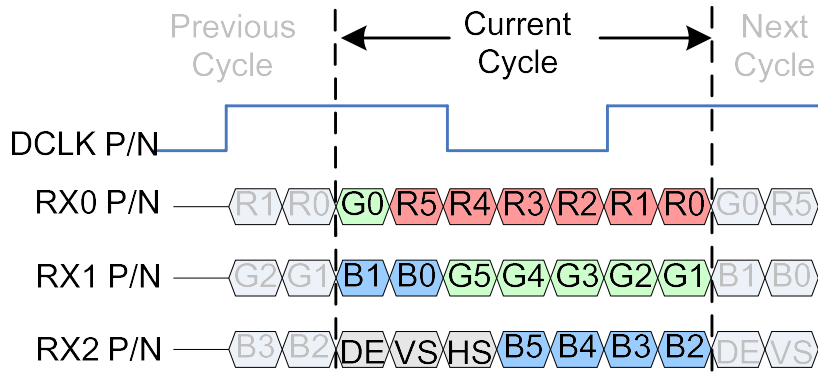 Previous Cycle
Current Cycle
Next Cycle
DCLK P/N
RX0 P/N R1 R0 G0 R5 R4 R3 R2 R1 R0 G0 R5
RX1 P/N G2 G1 B1 B0 G5 G4 G3 G2 G1 B1 B0
RX2 P/N B3 B2 DE VS HS B5 B4 B3 B2 DE VS